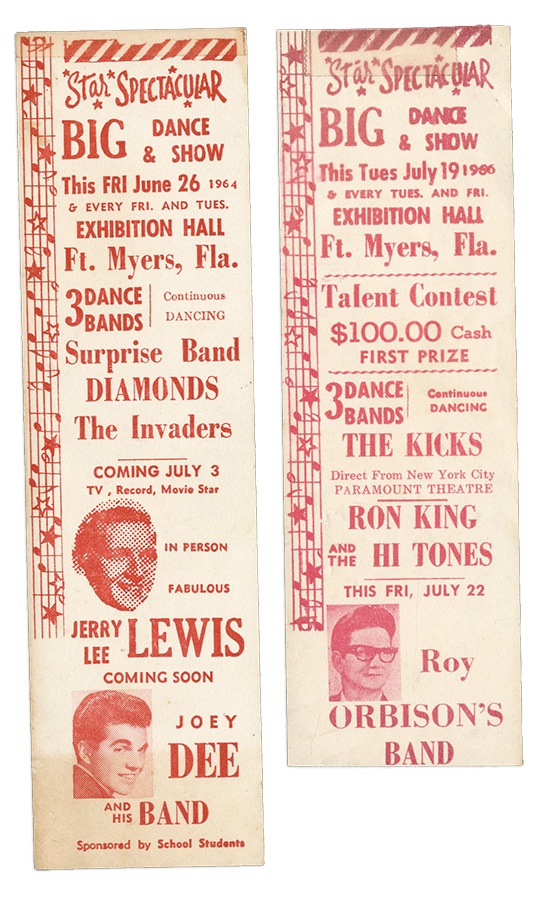 Star SPECTACULAR
BIG DANCE & SHOW
This FRI June 26 1964
& EVERY FRI. AND TUES.
EXHIBITION HALL
Ft. Myers, Fla.
3 DANCE BANDS
Continuous
DANCING
Surprise Band
DIAMONDS
The Invaders
COMING JULY 3
TV, Record, Movie Star
IN PERSON
FABULOUS
JERRY LEE LEWIS
COMING SOON
JOEY
DEE
AND HIS BAND
Sponsored by School Students
Star SPECTACULAR
BIG DANCE & SHOW
This Tues July 19 1966
& EVERY TUES. AND FRI.
EXHIBITION HALL
Ft. Myers, Fla.
Talent Contest
$100.00 Cash
FIRST PRIZE
3 DANCE BANDS
Continuous
DANCING
THE KICKS
Direct From New York City
PARAMOUNT THEATRE
RON KING
AND THE HI TONES
THIS FRI, JULY 22
Roy
ORBISON'S
BAND